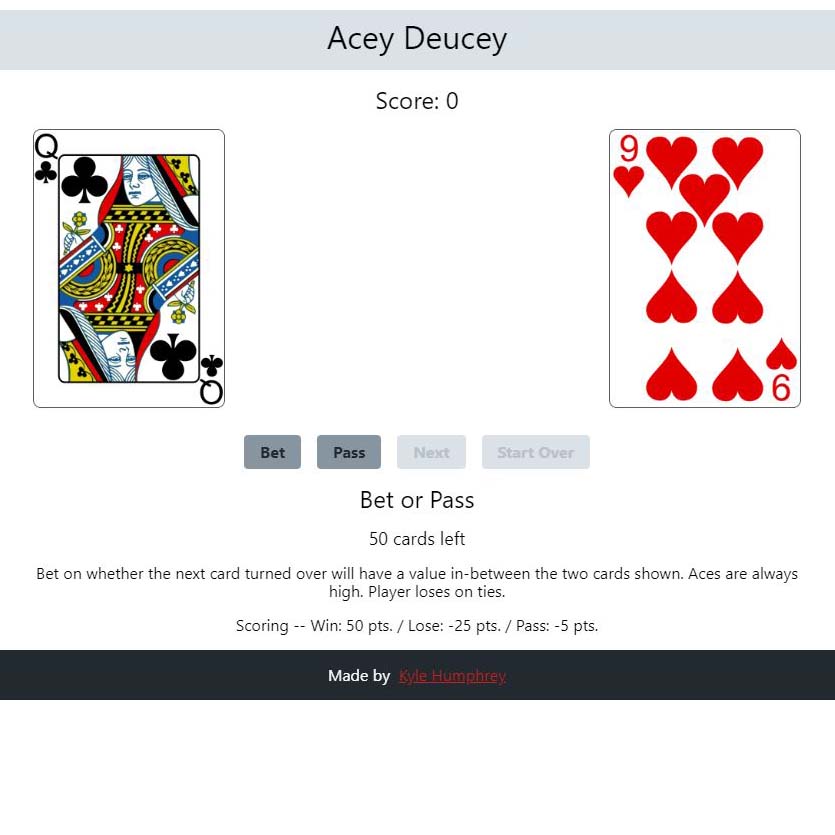 Acey Deucey
Score: 0
Q
9
Q
9
Bet
Pass
Next
Start Over
Bet or Pass
50 cards left
Bet on whether the next card turned over will have a value in-between the two cards shown. Aces are always
high. Player loses on ties.
Scoring -- Win: 50 pts. / Lose: -25 pts. / Pass: -5 pts.
Made by Kyle Humphrey